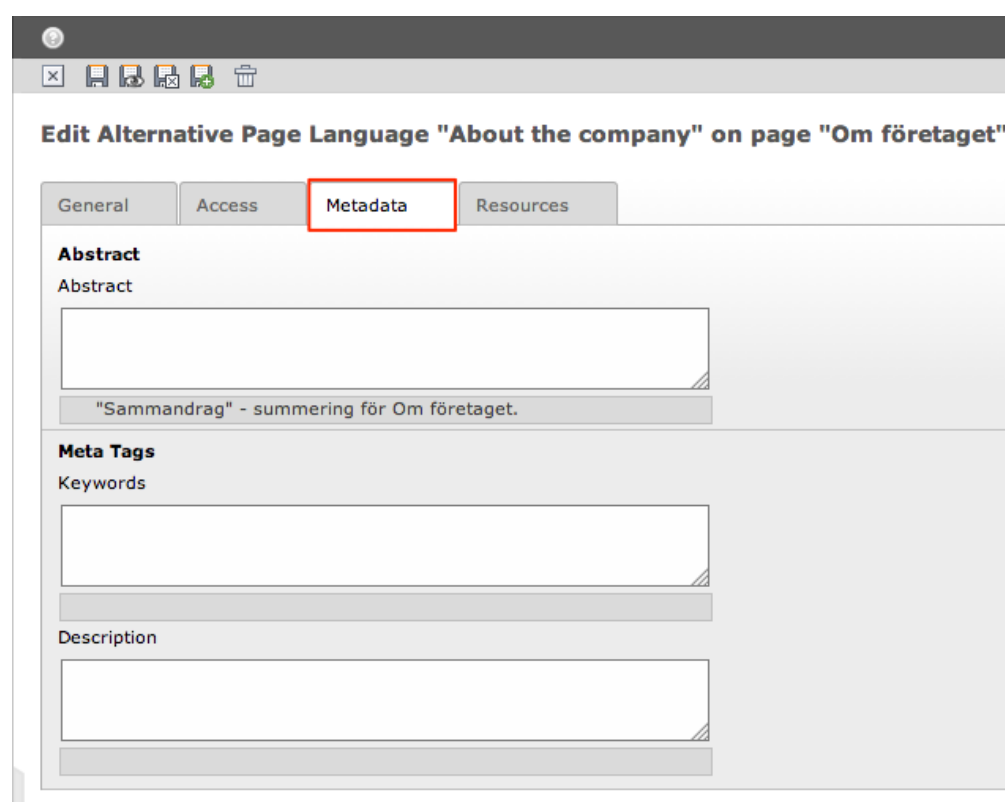 Edit Alternative Page Language "About the company" on page "Om företaget"
General Access Metadata Resources
Abstract
Abstract
"Sammandrag" - summering för Om företaget.
Meta Tags
Keywords
Description